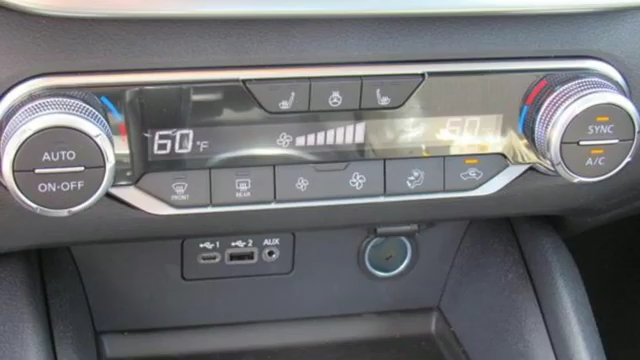 60°F
60
AUTO
ON-OFF
FRONT
REAR
SYNC
A/C
1
2
AUX